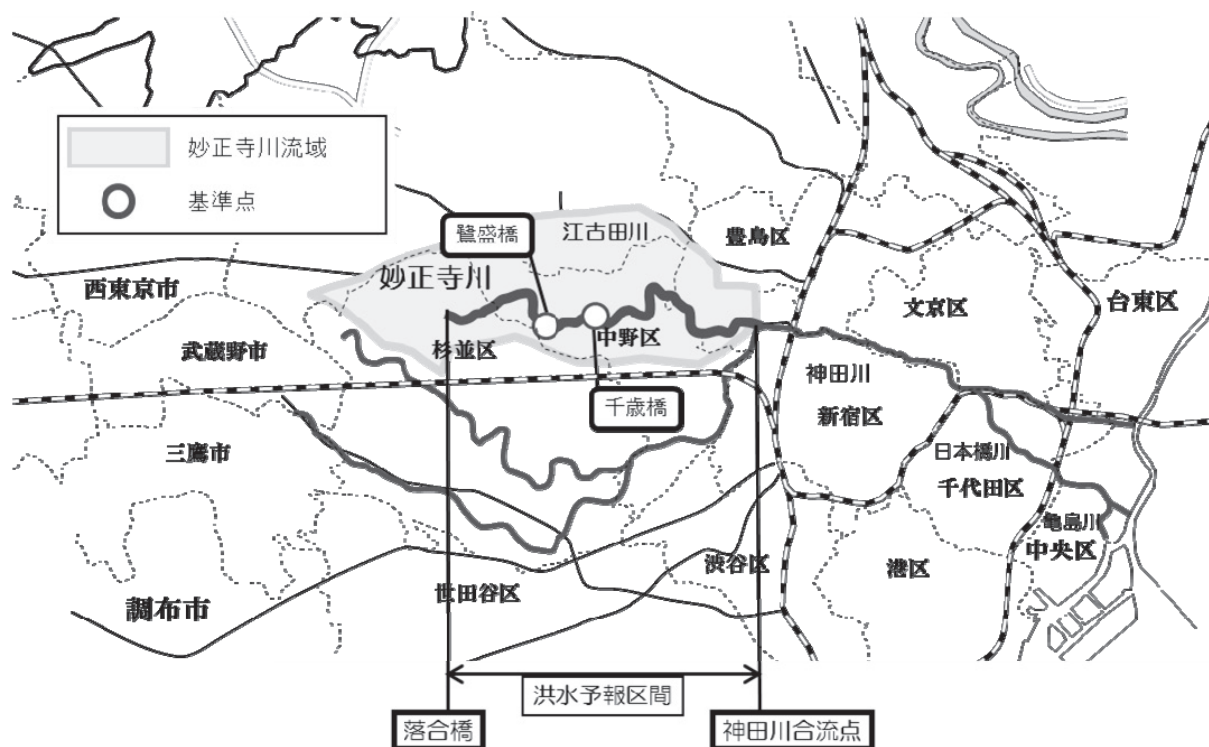 妙正寺川流域
基準点
鷺盛橋
江古田川
豊島区
妙正寺川
西東京市
文京区
台東区
武蔵野市
杉並区
中野区
神田川
千歳橋
新宿区
三鷹市
日本橋川
千代田区
亀島川
中央区
渋谷区
港区
世田谷区
調布市
洪水予報区間
落合橋
神田川合流点